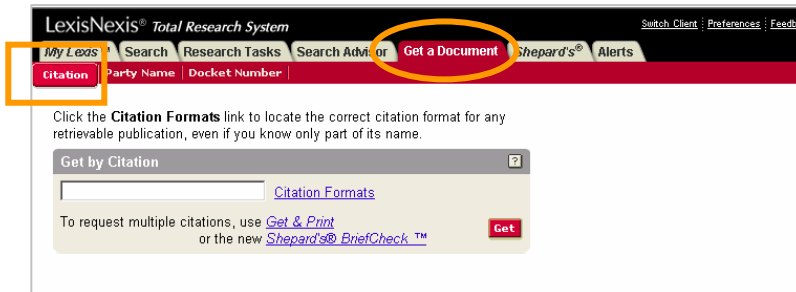 LexisNexis® Total Research System
Switch Client Preferences
My Lexis Search Research Tasks Search Advisor Get a Document Shepard's® Alerts
Citation Party Name Docket Number
Click the Citation Formats link to locate the correct citation format for any
retrievable publication, even if you know only part of its name.
Get by Citation ?
Citation Formats
To request multiple citations, use Get & Print
or the new Shepard's® BriefCheck ™
Get